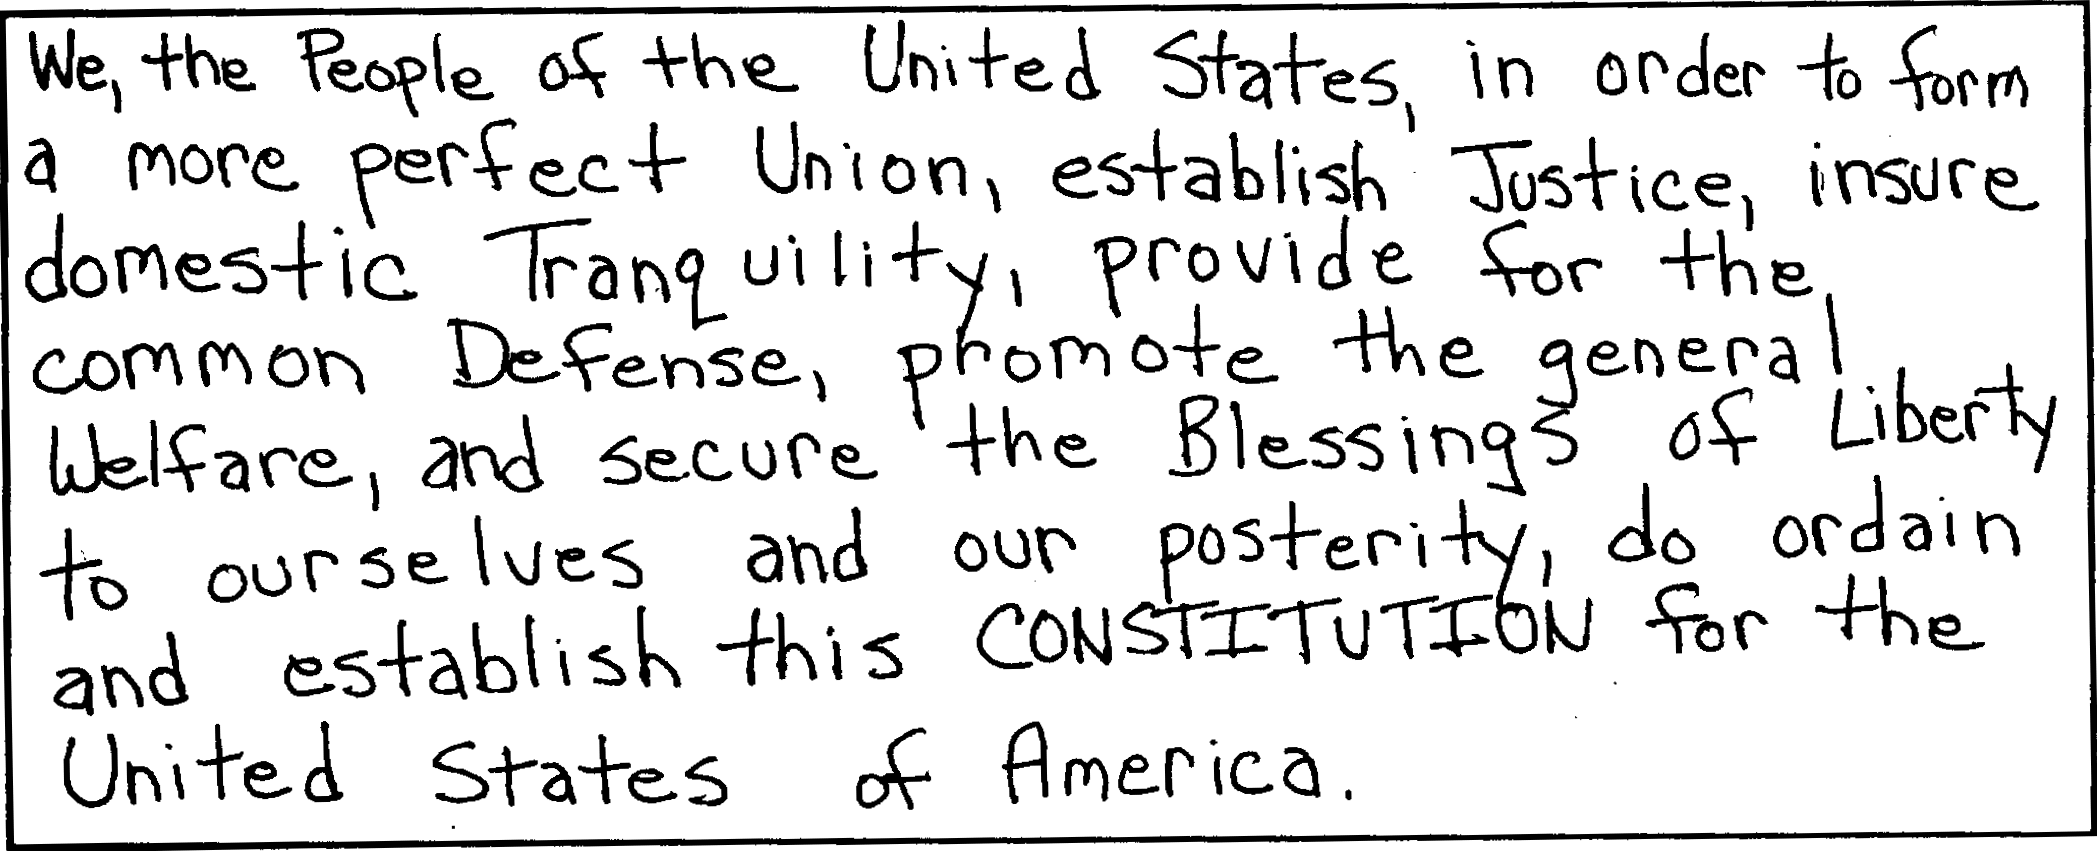 We, the People of the United States, in order to form
a more perfect Union, establish Justice, insure
domestic Tranquility, provide for the
common Defense, promote the general
Welfare, and secure the Blessings of Liberty
to ourselves and our posterity, do ordain
and establish this CONSTITUTION for the
United States of America.